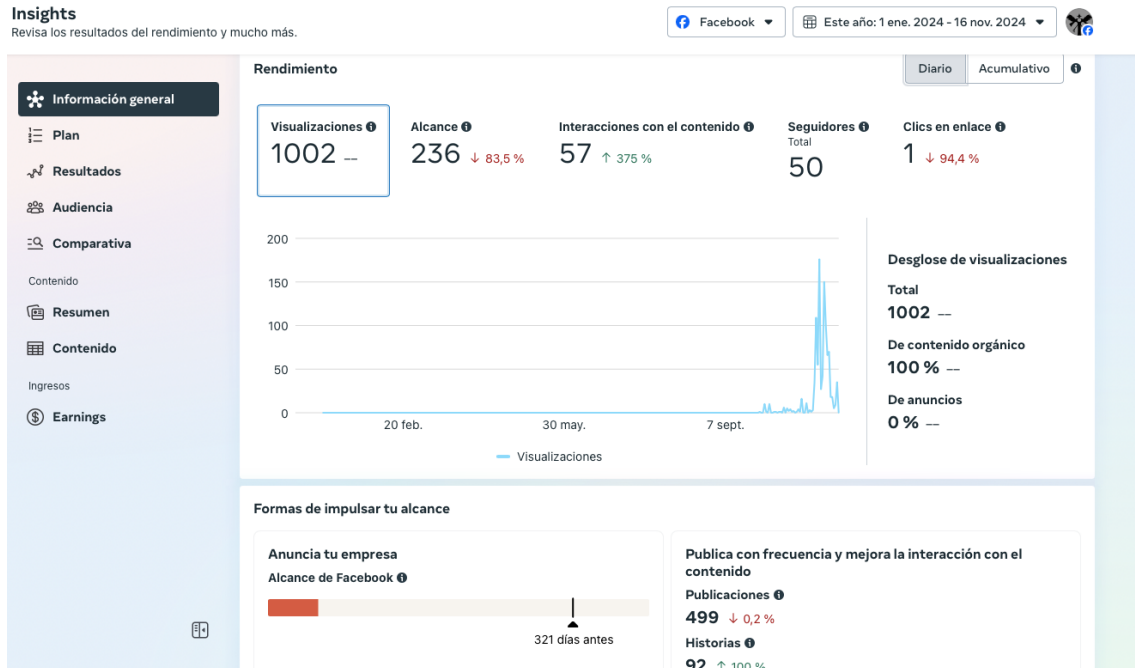 Insights
Revisa los resultados del rendimiento y mucho más.
Facebook
Este año: 1 ene. 2024 - 16 nov. 2024
Información general
Plan
Resultados
Audiencia
Comparativa
Contenido
Resumen
Contenido
Ingresos
Earnings
Rendimiento
Diario
Acumulativo
Visualizaciones
1002 --
Alcance
236 ↓ 83,5 %
Interacciones con el contenido
57 ↑ 375 %
Seguidores
Total
50
Clics en enlace
1 ↓ 94,4 %
200
150
100
50
0
20 feb.
30 may.
7 sept.
Visualizaciones
Desglose de visualizaciones
Total
1002 --
De contenido orgánico
100 % --
De anuncios
0 % --
Formas de impulsar tu alcance
Anuncia tu empresa
Alcance de Facebook
321 días antes
Publica con frecuencia y mejora la interacción con el
contenido
Publicaciones
499 ↓ 0,2 %
Historias
92 ↑ 100 %